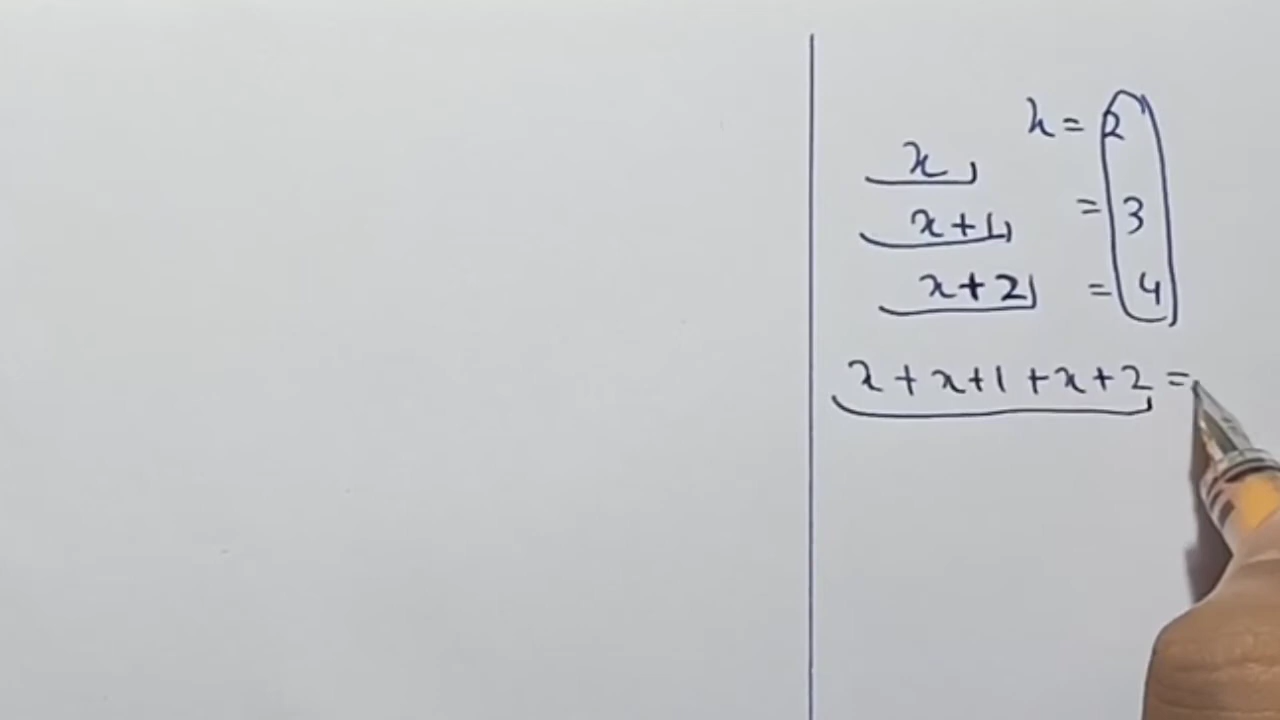 x = 2
x
x+1 = 3
x+2 = 4
x + x+1 + x+2 =